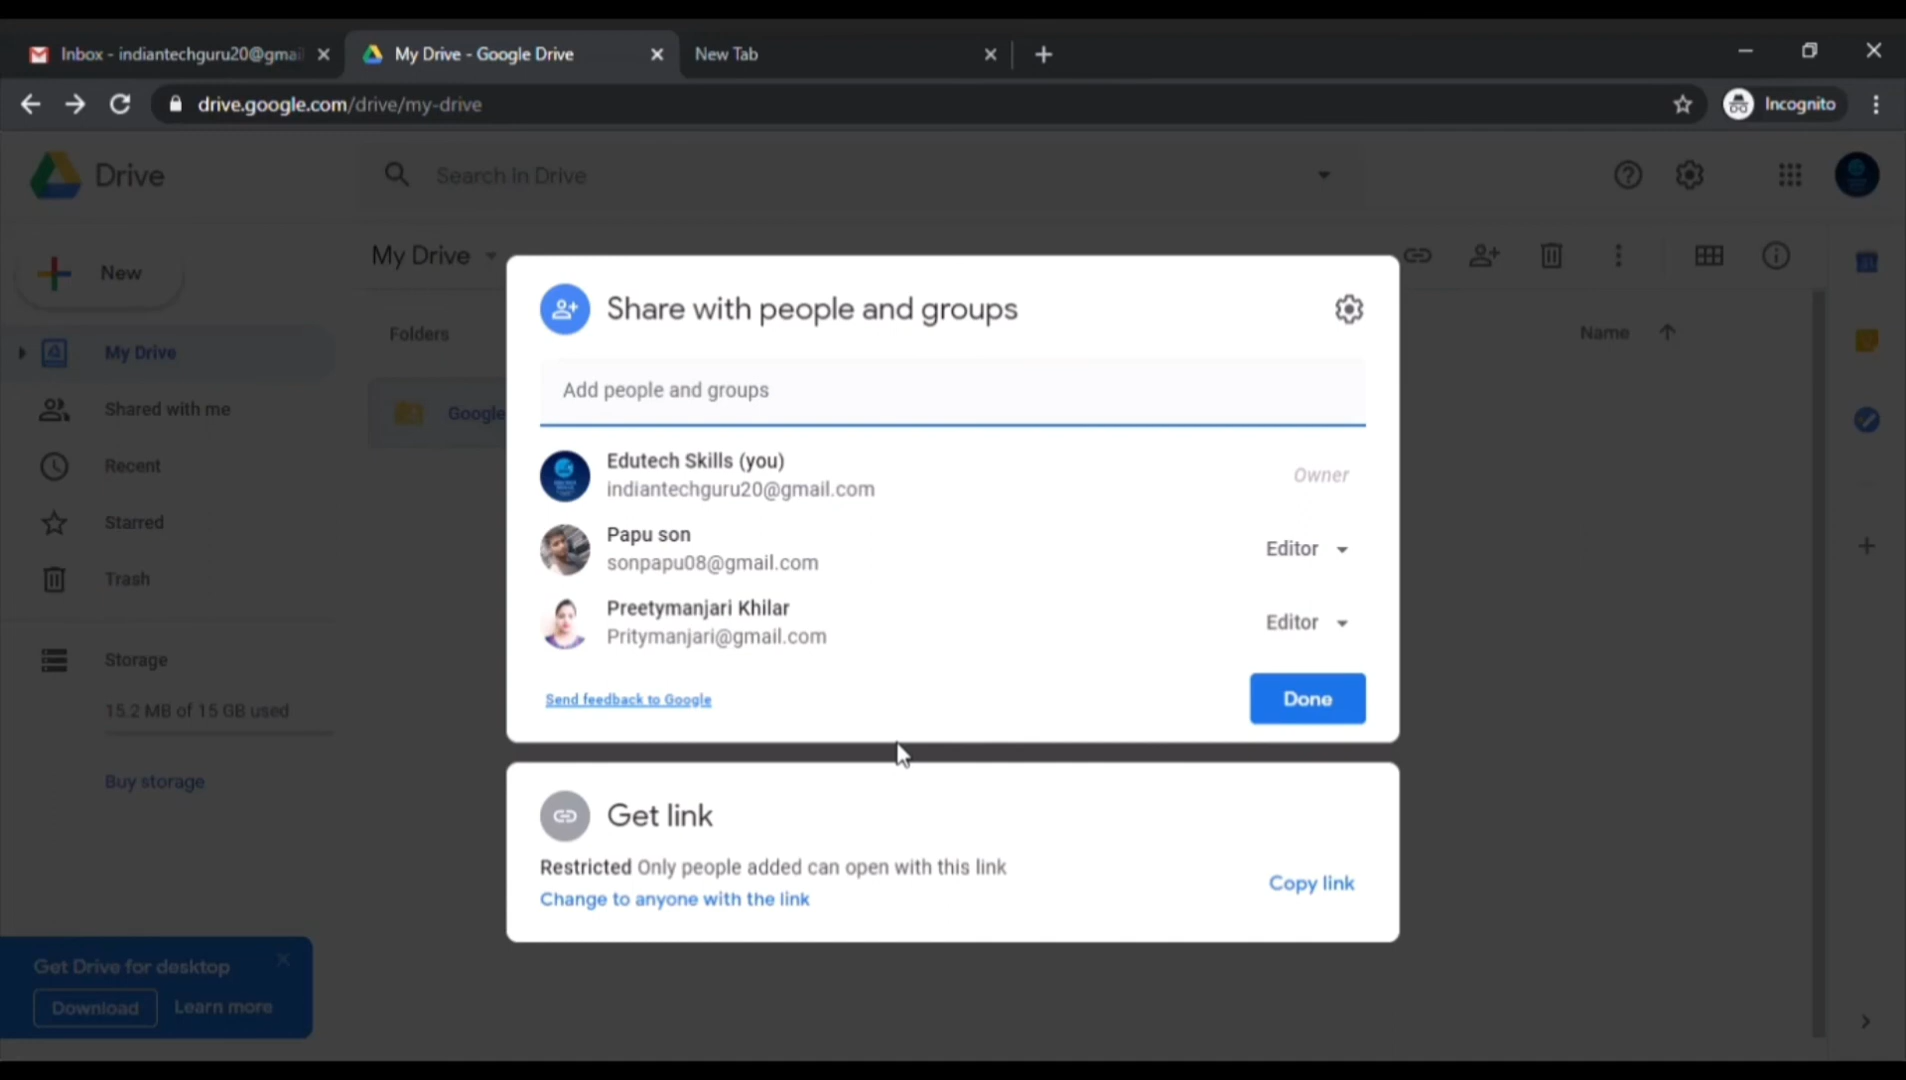 Inbox - indiantechguru20@gmai
My Drive - Google Drive
New Tab
drive.google.com/drive/my-drive
Incognito
Drive
Search in Drive
New
My Drive
Shared with me
Recent
Starred
Trash
Storage
15.2 MB of 15 GB used
Buy storage
Get Drive for desktop
Download
Learn more
My Drive
Folders
Google
Name
Share with people and groups
Add people and groups
Edutech Skills (you)
indiantechguru20@gmail.com
Owner
Papu son
sonpapu08@gmail.com
Editor
Preetymanjari Khilar
Pritymanjari@gmail.com
Editor
Send feedback to Google
Done
Get link
Restricted Only people added can open with this link
Change to anyone with the link
Copy link